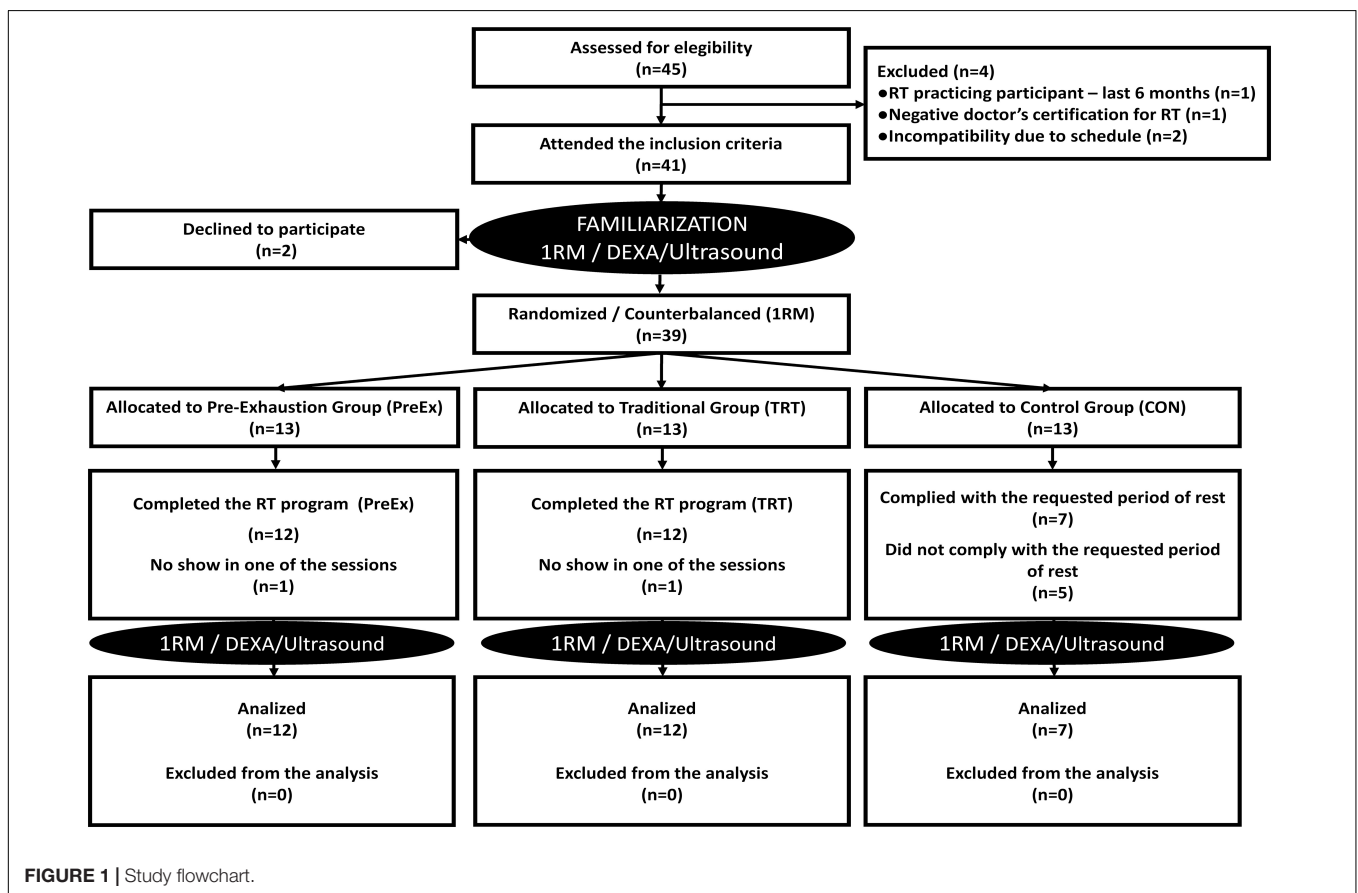 Assessed for elegibility
(n=45)
Excluded (n=4)
●RT practicing participant – last 6 months (n=1)
●Negative doctor's certification for RT (n=1)
●Incompatibility due to schedule (n=2)
Attended the inclusion criteria
(n=41)
Declined to participate
(n=2)
FAMILIARIZATION
1RM / DEXA/Ultrasound
Randomized / Counterbalanced (1RM)
(n=39)
Allocated to Pre-Exhaustion Group (PreEx)
(n=13)
Allocated to Traditional Group (TRT)
(n=13)
Allocated to Control Group (CON)
(n=13)
Completed the RT program (PreEx)
(n=12)
No show in one of the sessions
(n=1)
Completed the RT program (TRT)
(n=12)
No show in one of the sessions
(n=1)
Complied with the requested period of rest
(n=7)
Did not comply with the requested period
of rest
(n=5)
1RM / DEXA/Ultrasound
1RM / DEXA/Ultrasound
1RM / DEXA/Ultrasound
Analized
(n=12)
Excluded from the analysis
(n=0)
Analized
(n=12)
Excluded from the analysis
(n=0)
Analized
(n=7)
Excluded from the analysis
(n=0)
FIGURE 1 | Study flowchart.